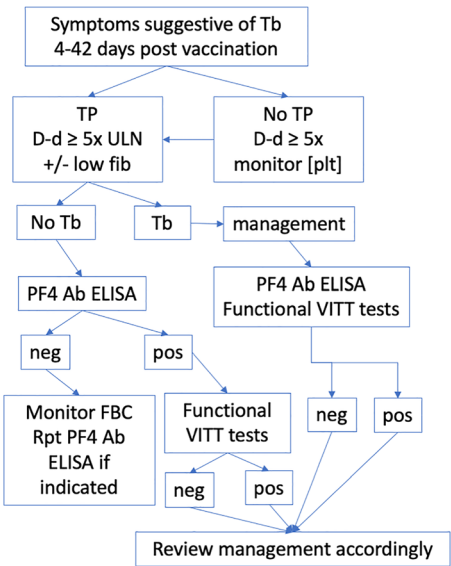 Symptoms suggestive of Tb
4-42 days post vaccination
TP
D-d ≥ 5x ULN
+/- low fib
No TP
D-d ≥ 5x
monitor [plt]
No Tb
Tb
management
PF4 Ab ELISA
PF4 Ab ELISA
Functional VITT tests
neg
pos
Monitor FBC
Rpt PF4 Ab
ELISA if
indicated
Functional
VITT tests
neg
pos
neg
pos
Review management accordingly